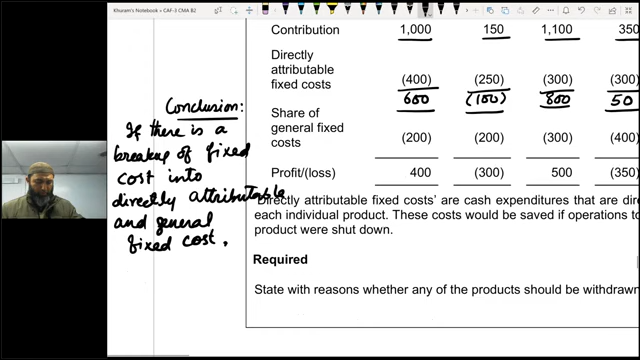 Khuram's Notebook » CAF-3 CMA B2
Contribution 1,000 150 1,100 350
Directly
attributable
fixed costs (400) (250) (300) (300)
600 (100) 800 50
Share of
general fixed
costs (200) (200) (300) (400)
Profit/(loss) 400 (300) 500 (350)
Conclusion:
If there is a
breakup of fixed
cost into
directly attributable
and general
fixed cost,
Directly attributable fixed costs' are cash expenditures that are dire
each individual product. These costs would be saved if operations to
product were shut down.
Required
State with reasons whether any of the products should be withdrawn